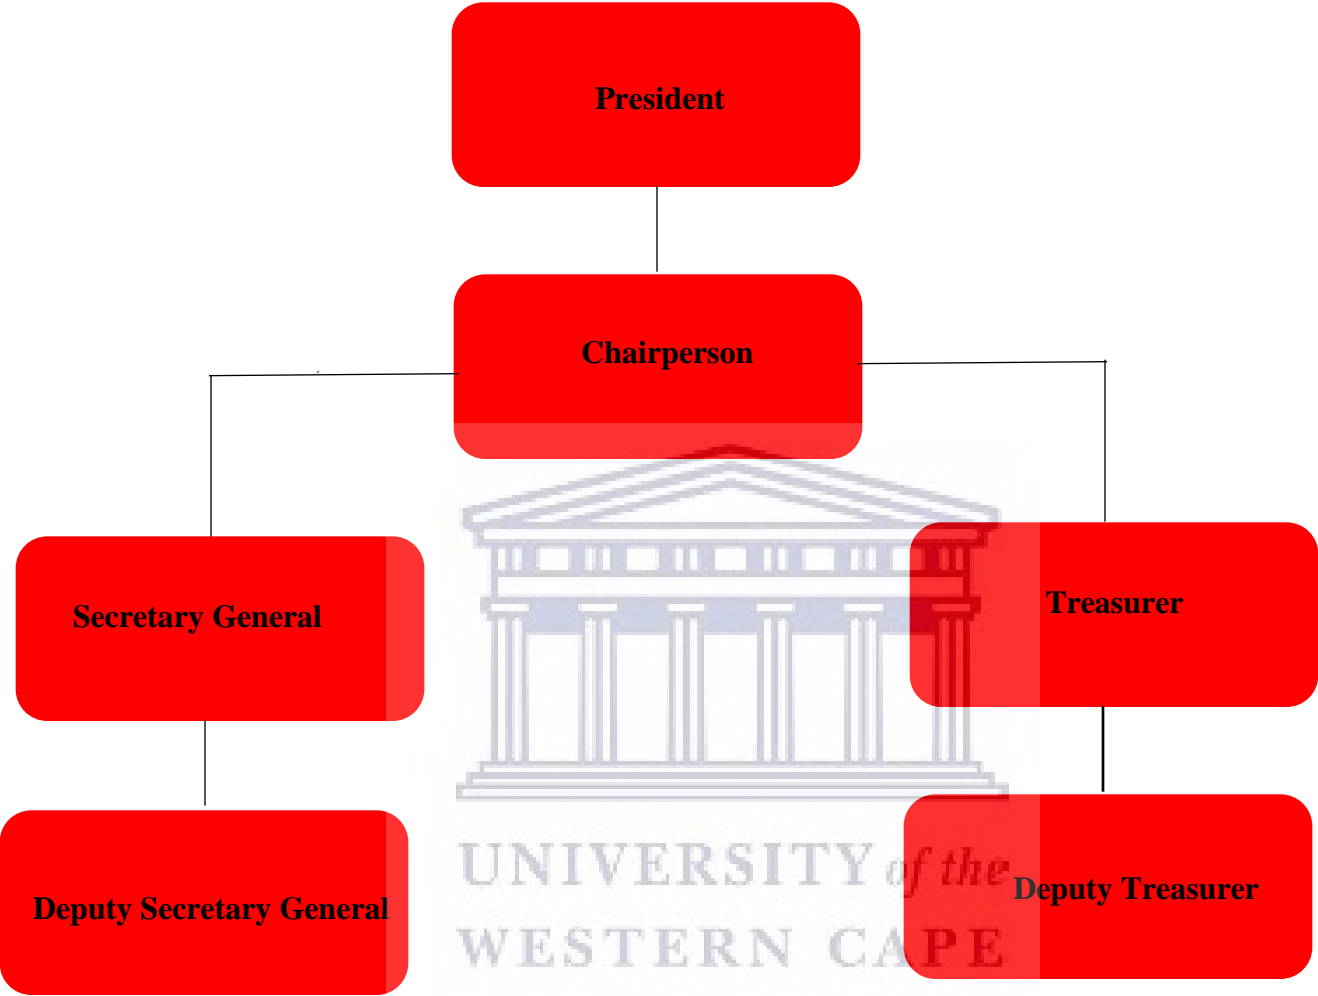 President
Chairperson
Secretary General
Treasurer
Deputy Secretary General
Deputy Treasurer
UNIVERSITY of the
WESTERN CAPE